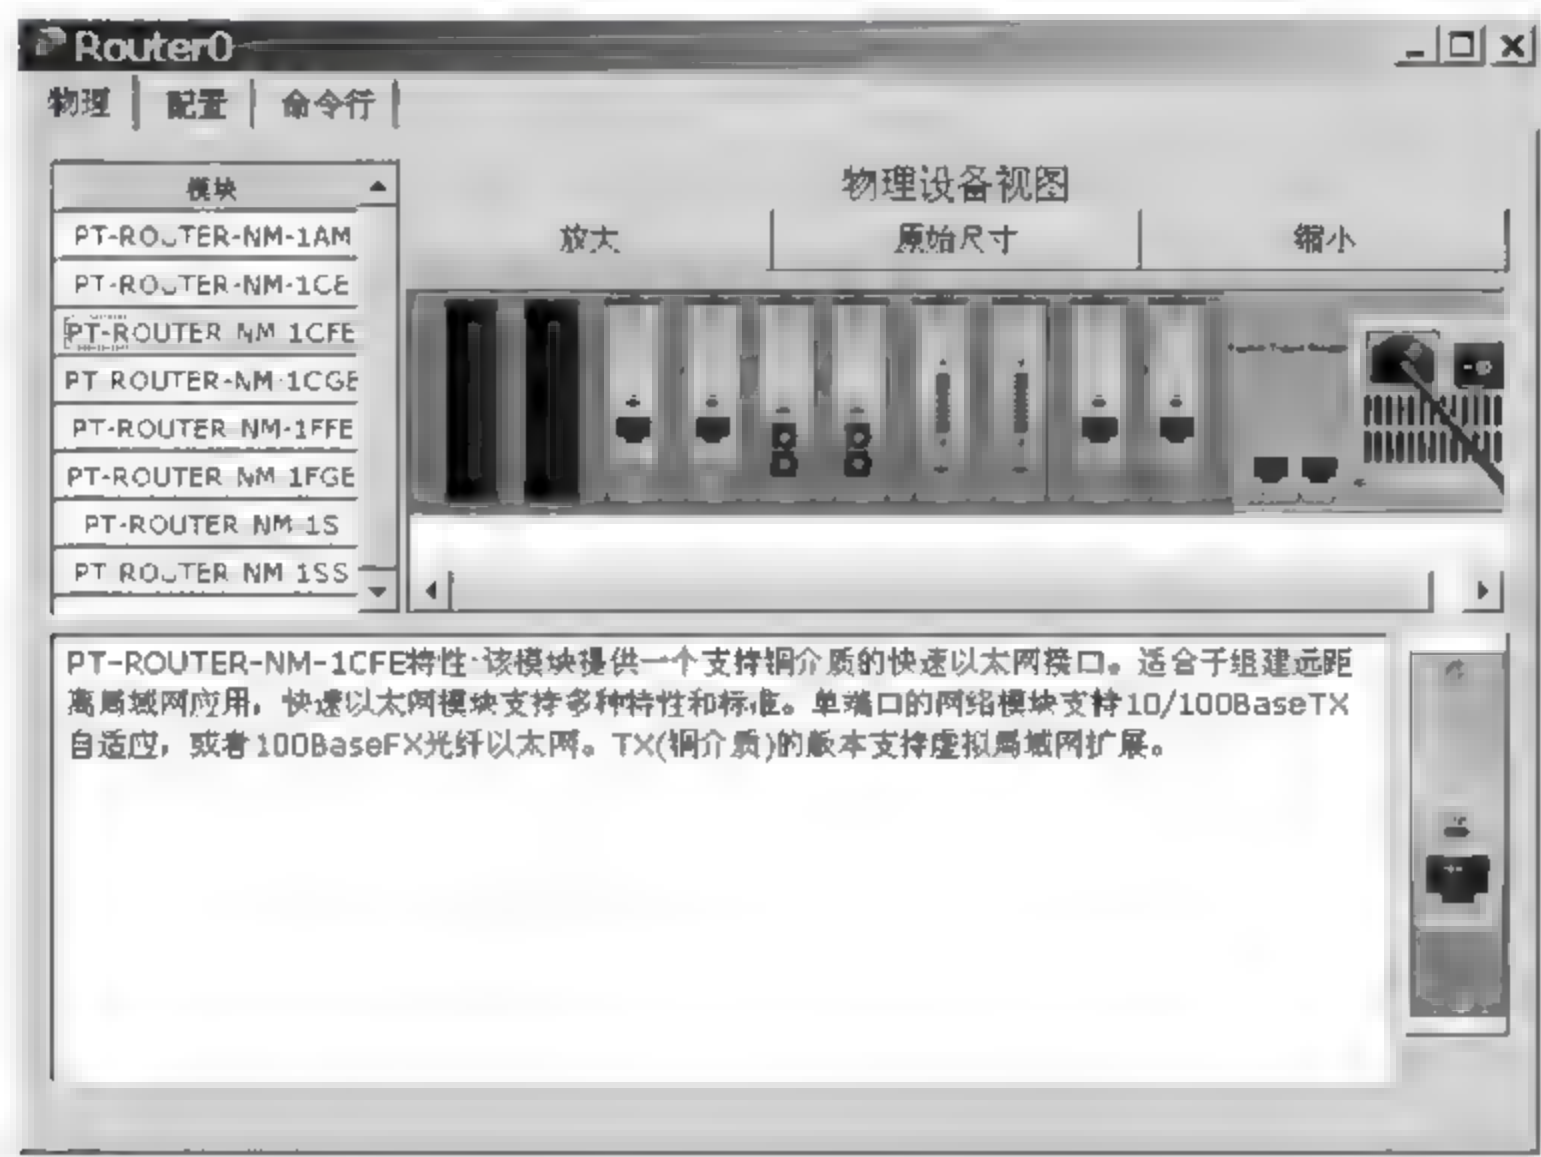 Router0
物理 配置 命令行
模块
物理设备视图
放大 原始尺寸 缩小
PT-ROUTER-NM-1AM
PT-ROUTER-NM-1CE
PT-ROUTER-NM-1CFE
PT-ROUTER-NM-1CGE
PT-ROUTER-NM-1FFE
PT-ROUTER-NM-1FGE
PT-ROUTER-NM-1S
PT-ROUTER-NM-1SS
PT-ROUTER-NM-1CFE特性:该模块提供一个支持铜介质的快速以太网接口。适合于组建远距
离局域网应用，快速以太网模块支持多种特性和标准。单端口的网络模块支持10/100BaseTX
自适应，或者100BaseFX光纤以太网。TX(铜介质)的版本支持虚拟局域网扩展。